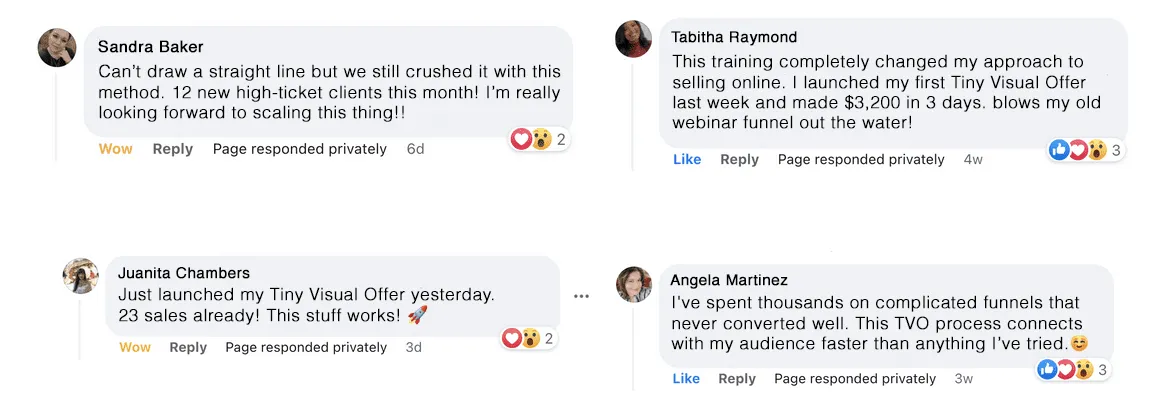 Sandra Baker
Can't draw a straight line but we still crushed it with this
method. 12 new high-ticket clients this month! I'm really
looking forward to scaling this thing!!
2
Wow Reply Page responded privately 6d
Tabitha Raymond
This training completely changed my approach to
selling online. I launched my first Tiny Visual Offer
last week and made $3,200 in 3 days. blows my old
webinar funnel out the water!
3
Like Reply Page responded privately 4w
Juanita Chambers
Just launched my Tiny Visual Offer yesterday.
23 sales already! This stuff works! 🚀
2
Wow Reply Page responded privately 3d
Angela Martinez
I've spent thousands on complicated funnels that
never converted well. This TVO process connects
with my audience faster than anything I've tried.😊
3
Like Reply Page responded privately 3w